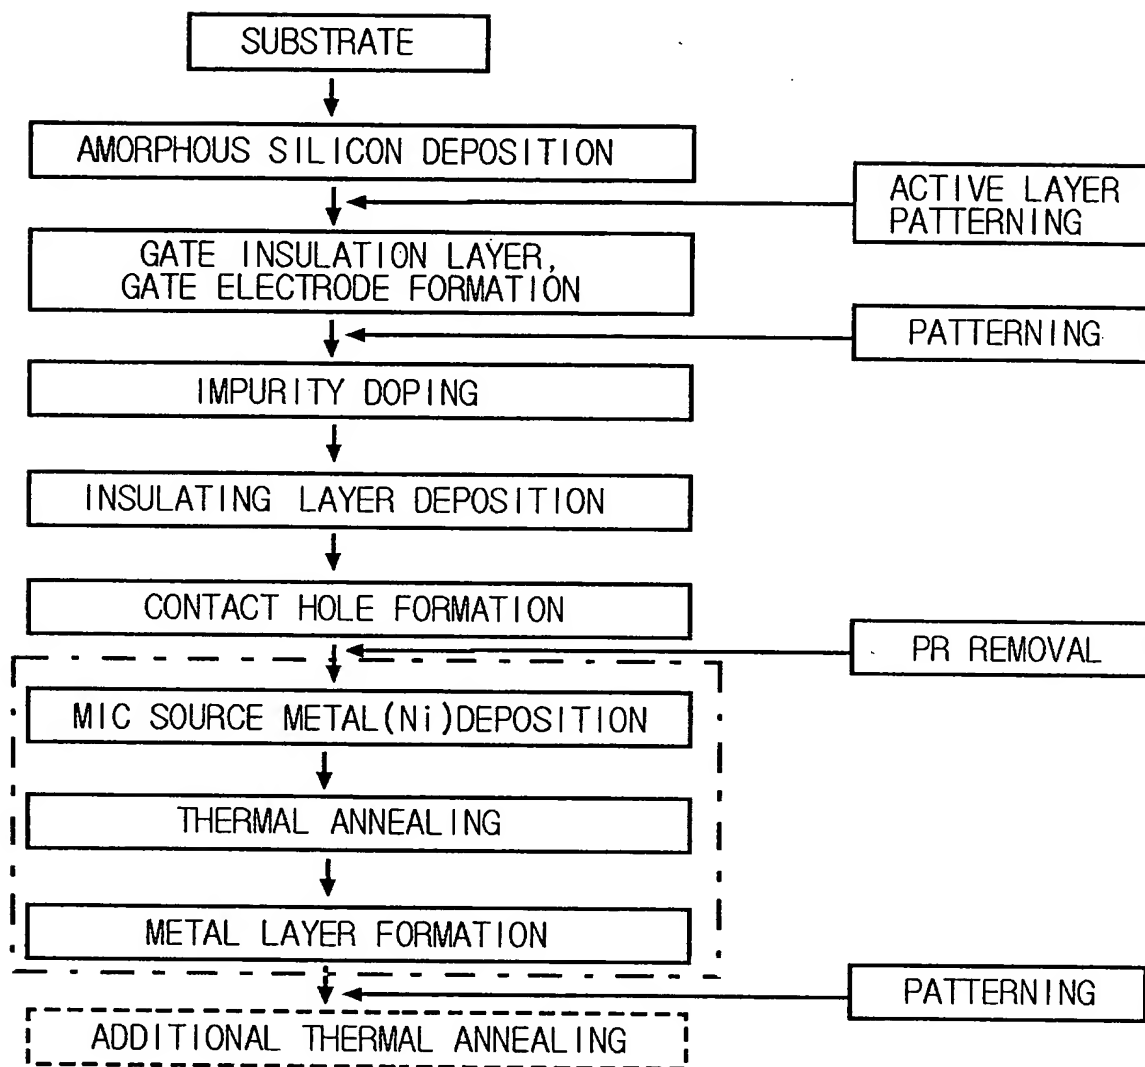 SUBSTRATE
AMORPHOUS SILICON DEPOSITION
ACTIVE LAYER
PATTERNING
GATE INSULATION LAYER,
GATE ELECTRODE FORMATION
PATTERNING
IMPURITY DOPING
INSULATING LAYER DEPOSITION
CONTACT HOLE FORMATION
PR REMOVAL
MIC SOURCE METAL(Ni)DEPOSITION
THERMAL ANNEALING
METAL LAYER FORMATION
PATTERNING
ADDITIONAL THERMAL ANNEALING